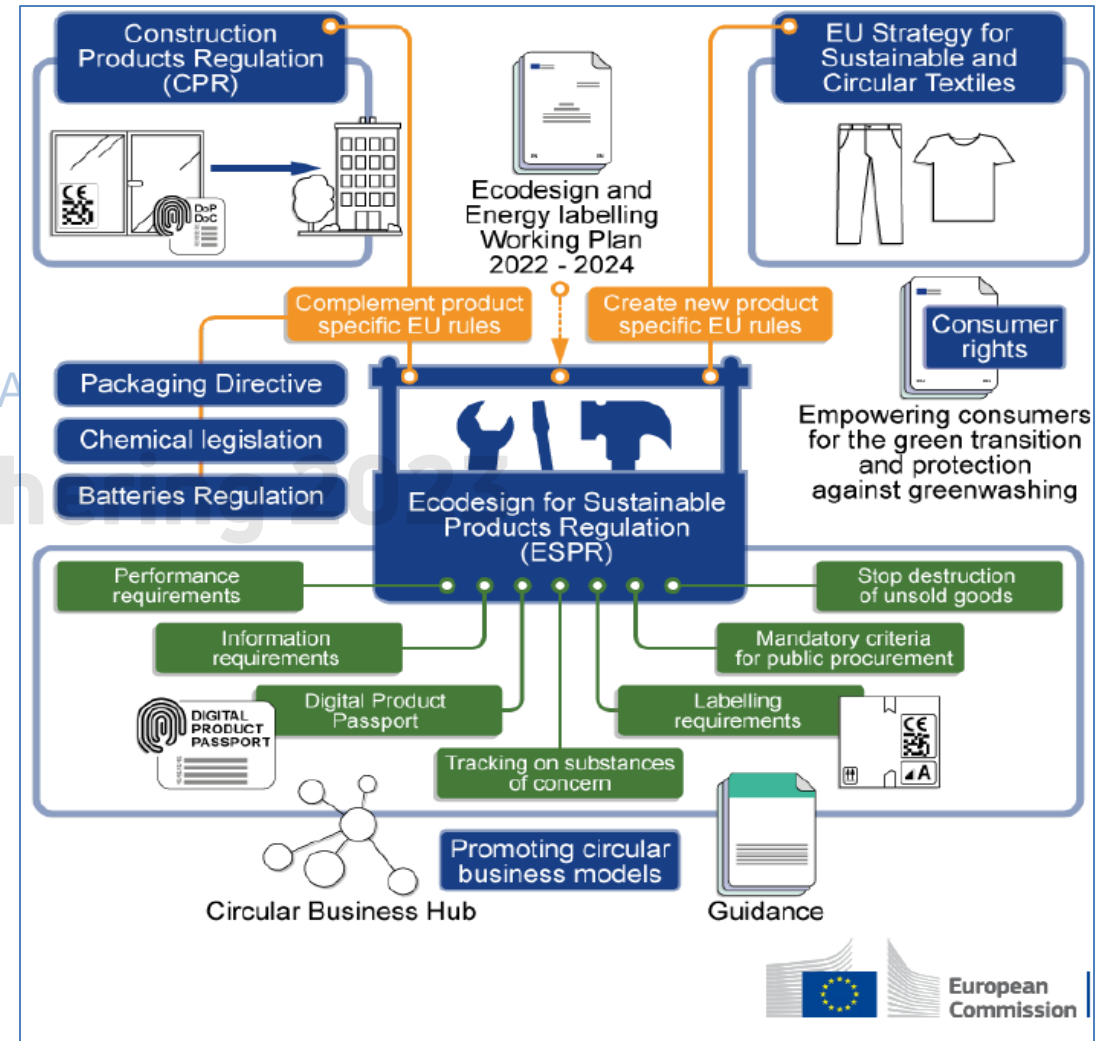 Construction
Products Regulation
(CPR)
EU Strategy for
Sustainable and
Circular Textiles
CE
DoP
DoC
Ecodesign and
Energy labelling
Working Plan
2022 - 2024
Complement product
specific EU rules
Create new product
specific EU rules
Consumer
rights
Empowering consumers
for the green transition
and protection
against greenwashing
Packaging Directive
Chemical legislation
Batteries Regulation
hering 2023
Ecodesign for Sustainable
Products Regulation
(ESPR)
Performance
requirements
Stop destruction
of unsold goods
Information
requirements
Mandatory criteria
for public procurement
Digital Product
Passport
Labelling
requirements
DIGITAL
PRODUCT
PASSPORT
CE
A
Tracking on substances
of concern
Promoting circular
business models
Circular Business Hub
Guidance
European
Commission